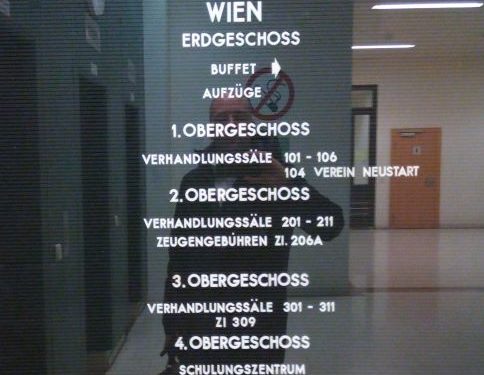 WIEN
ERDGESCHOSS
BUFFET
AUFZÜGE
1. OBERGESCHOSS
VERHANDLUNGSSÄLE 101 - 106
104 VEREIN NEUSTART
2. OBERGESCHOSS
VERHANDLUNGSSÄLE 201 - 211
ZEUGENGEBÜHREN ZI. 206A
3. OBERGESCHOSS
VERHANDLUNGSSÄLE 301 - 311
ZI 309
4. OBERGESCHOSS
SCHULUNGSZENTRUM